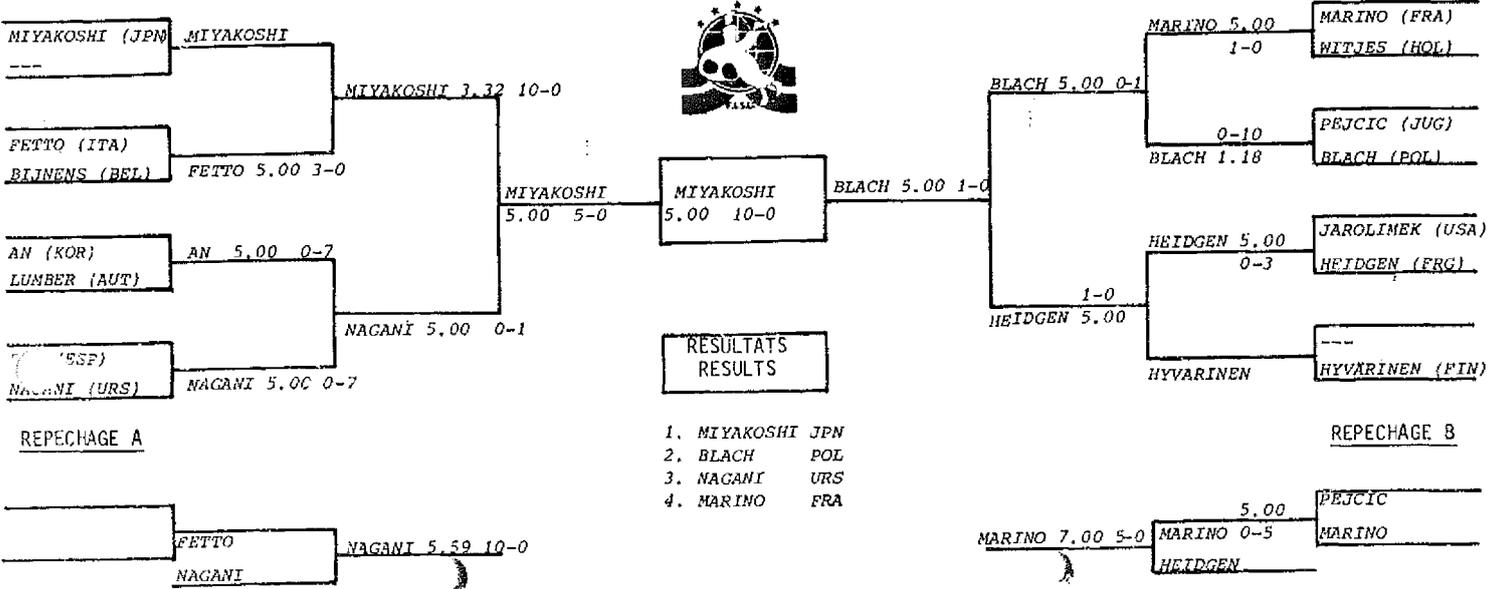 MIYAKOSHI (JPN)
---
FETTO (ITA)
BIJNENS (BEL)
AN (KOR)
LUMBER (AUT)
ESP)
NAGANI (URS)
MIYAKOSHI
FETTO 5.00 3-0
AN 5.00 0-7
NAGANI 5.00 0-7
MIYAKOSHI 3.32 10-0
NAGANI 5.00 0-1
MIYAKOSHI
5.00 5-0
MIYAKOSHI
5.00 10-0
BLACH 5.00 1-0
BLACH 5.00 0-1
1-0
HEIDGEN 5.00
MARINO 5.00
1-0
0-10
BLACH 1.18
HEIDGEN 5.00
0-3
HYVARINEN
MARINO (FRA)
WITJES (HOL)
PEJCIC (JUG)
BLACH (POL)
JAROLIMEK (USA)
HEIDGEN (FRG)
---
HYVÄRINEN (FIN)
RESULTATS
RESULTS
1. MIYAKOSHI JPN
2. BLACH POL
3. NAGANI URS
4. MARINO FRA
REPECHAGE A
FETTO
NAGANI
NAGANI 5.59 10-0
REPECHAGE B
PEJCIC
MARINO
5.00
MARINO 0-5
HEIDGEN
MARINO 7.00 5-0